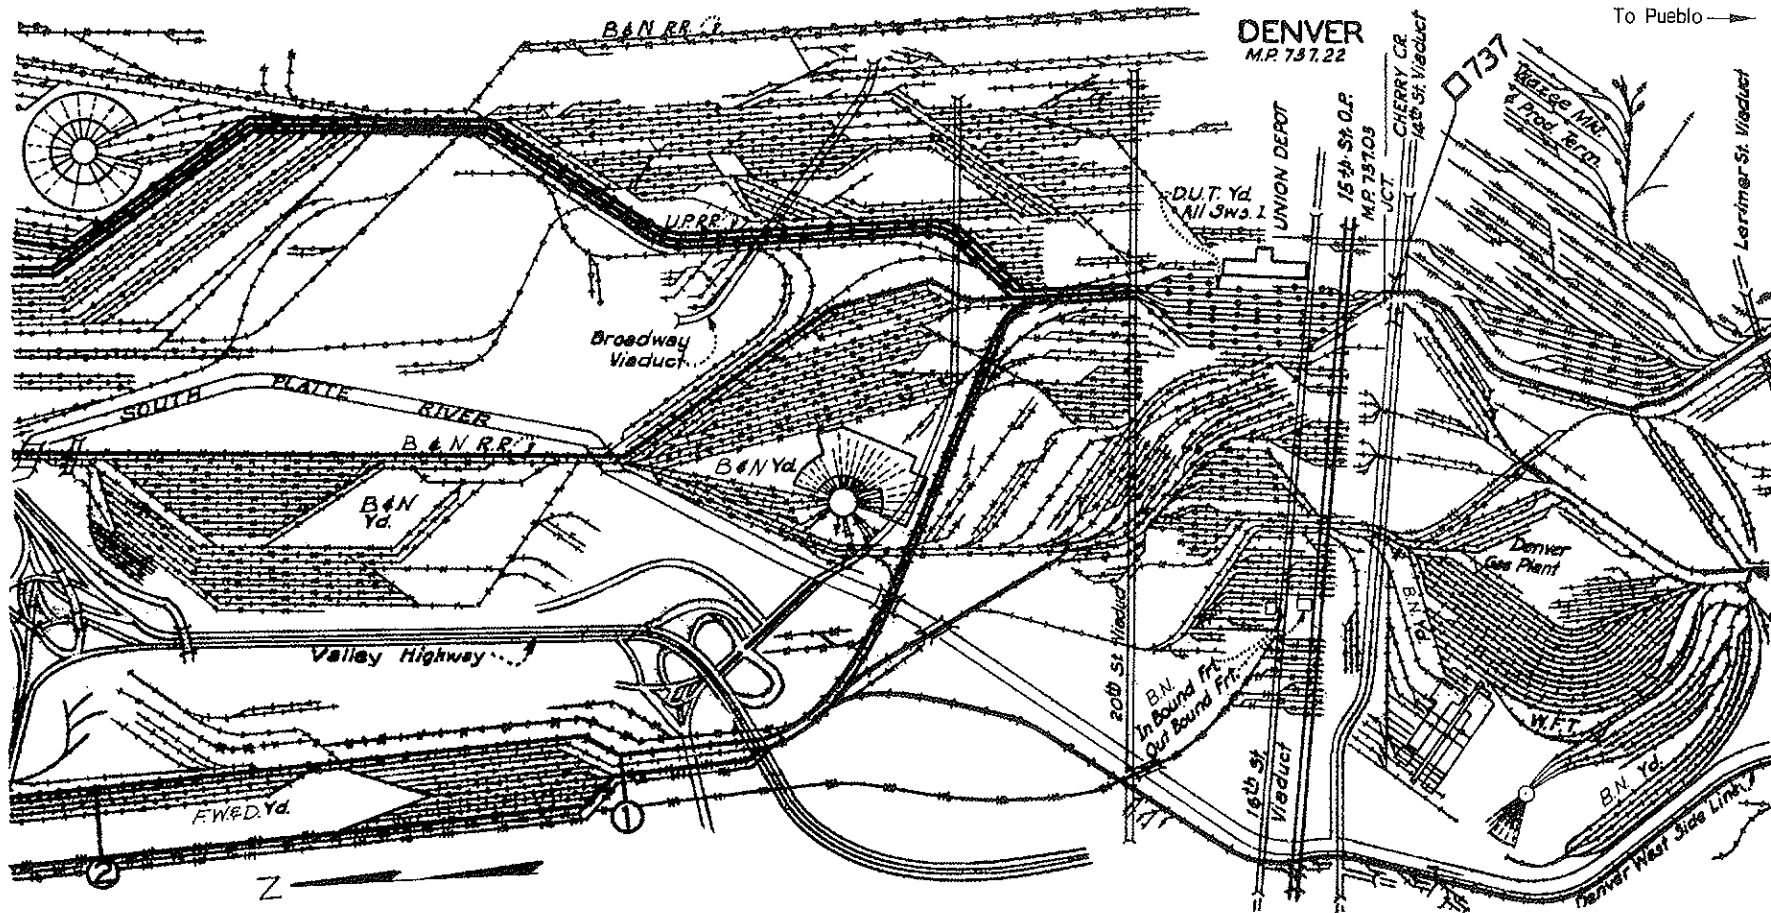 To Pueblo
DENVER
M.P. 737.22
B & N RR
737
UNION DEPOT
15th St. O.P.
M.P. 737.03
JCT.
CHERRY CR.
14th St. Viaduct
Prod. Term.
Larimer St. Viaduct
D.U.T. Yd.
All Sws. 1
U.P.RR
Broadway
Viaduct
SOUTH PLATTE RIVER
B & N R.R.
B & N Yd.
B & N
Yd.
Denver
Gas Plant
B.N. Yd.
Valley Highway
20th St. Viaduct
B.N.
In Bound Frt.
Out Bound Frt.
16th St.
Viaduct
W.F.T.
B.N. Yd.
Denver West Side Line
F.W.&D. Yd.
1
2
Z